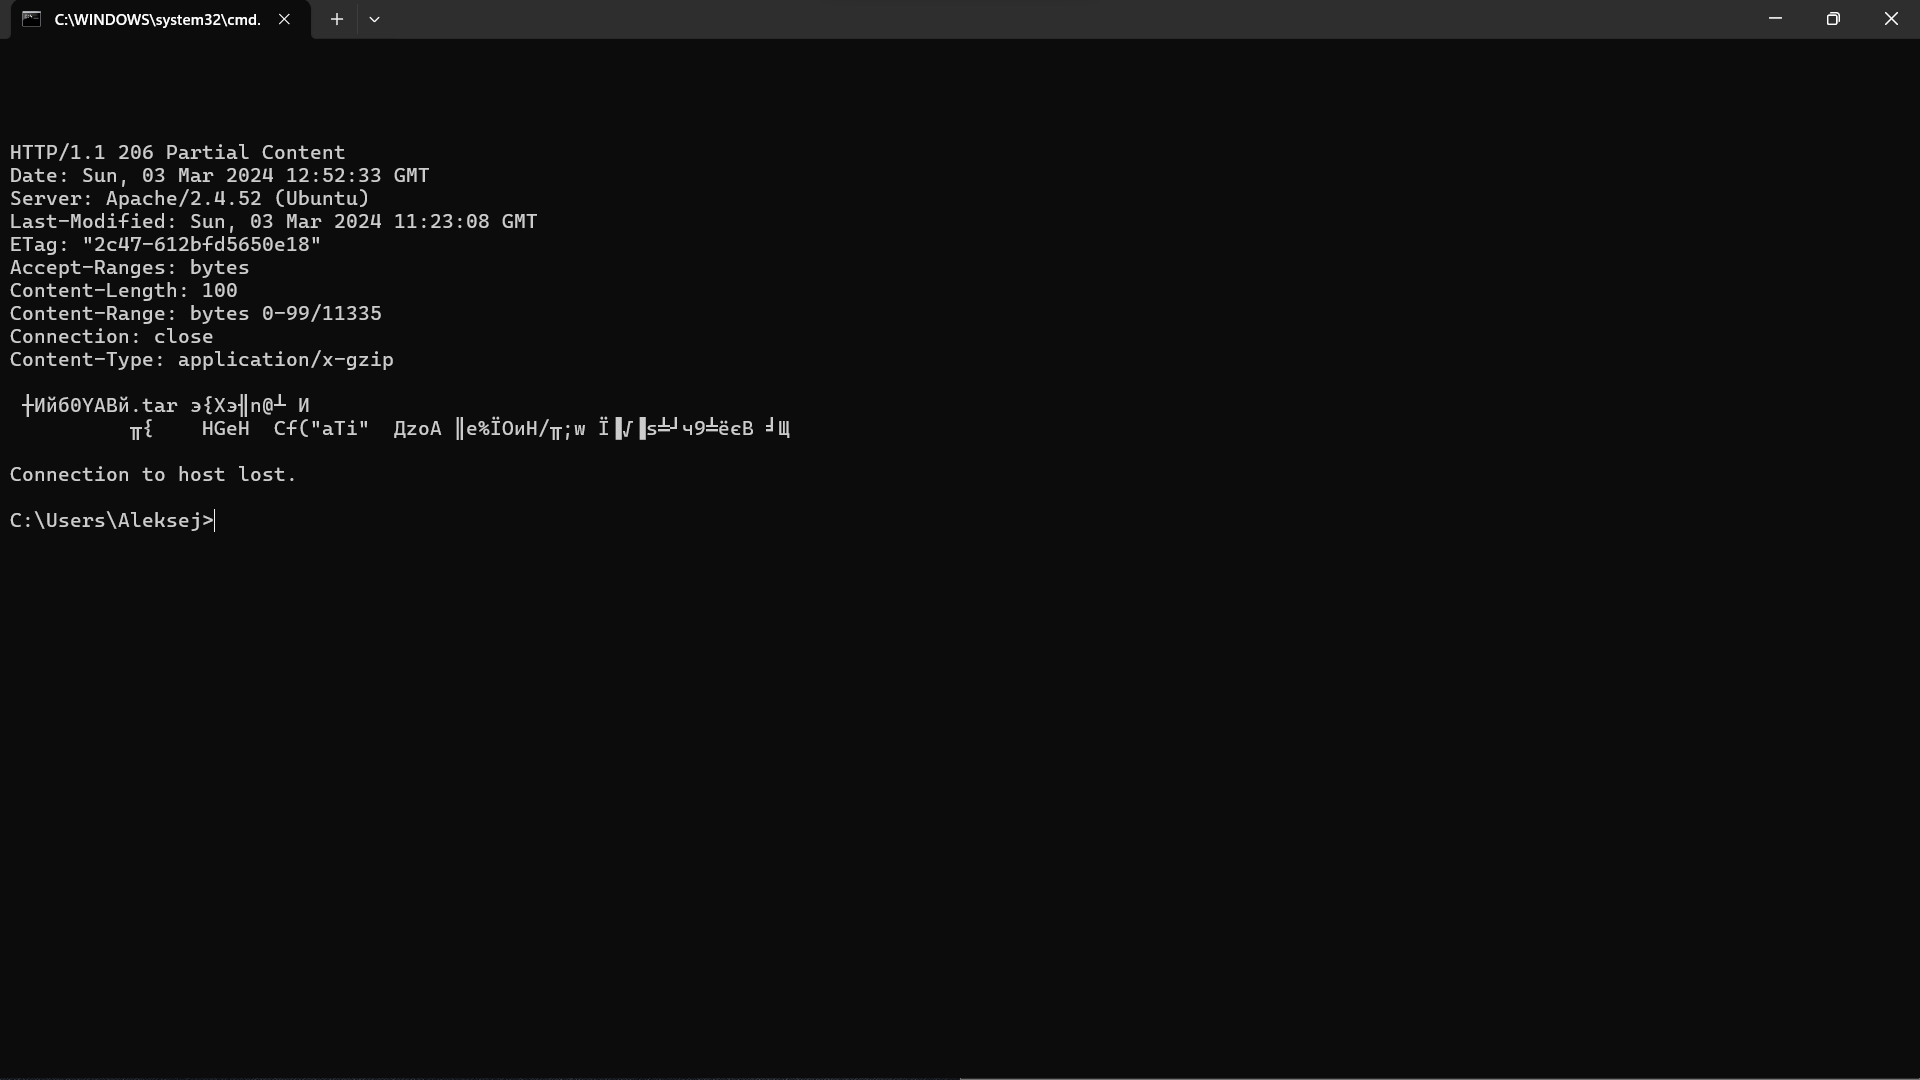 C:\WINDOWS\system32\cmd.
HTTP/1.1 206 Partial Content
Date: Sun, 03 Mar 2024 12:52:33 GMT
Server: Apache/2.4.52 (Ubuntu)
Last-Modified: Sun, 03 Mar 2024 11:23:08 GMT
ETag: "2c47-612bfd5650e18"
Accept-Ranges: bytes
Content-Length: 100
Content-Range: bytes 0-99/11335
Connection: close
Content-Type: application/x-gzip
┼Ийб0YАВй.tar э{Xэ╢n@┴ И
╥{ HGeH Cf("aTi" ДzoA ║e%ЇOиH/╥;w Ї▐√▐s╧┘ч9╧ёєB ╛Щ
Connection to host lost.
C:\Users\Aleksej>